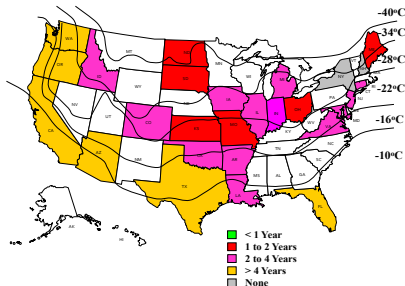 -40°C
-34°C
-28°C
-22°C
-16°C
-10°C
WA
OR
CA
NV
ID
MT
WY
UT
CO
AZ
NM
ND
SD
KS
OK
TX
MN
IA
MO
AR
LA
WI
IL
MI
IN
OH
KY
TN
MS
AL
GA
FL
SC
NC
VA
WV
PA
NY
VT
ME
AK
HI
< 1 Year
1 to 2 Years
2 to 4 Years
> 4 Years
None